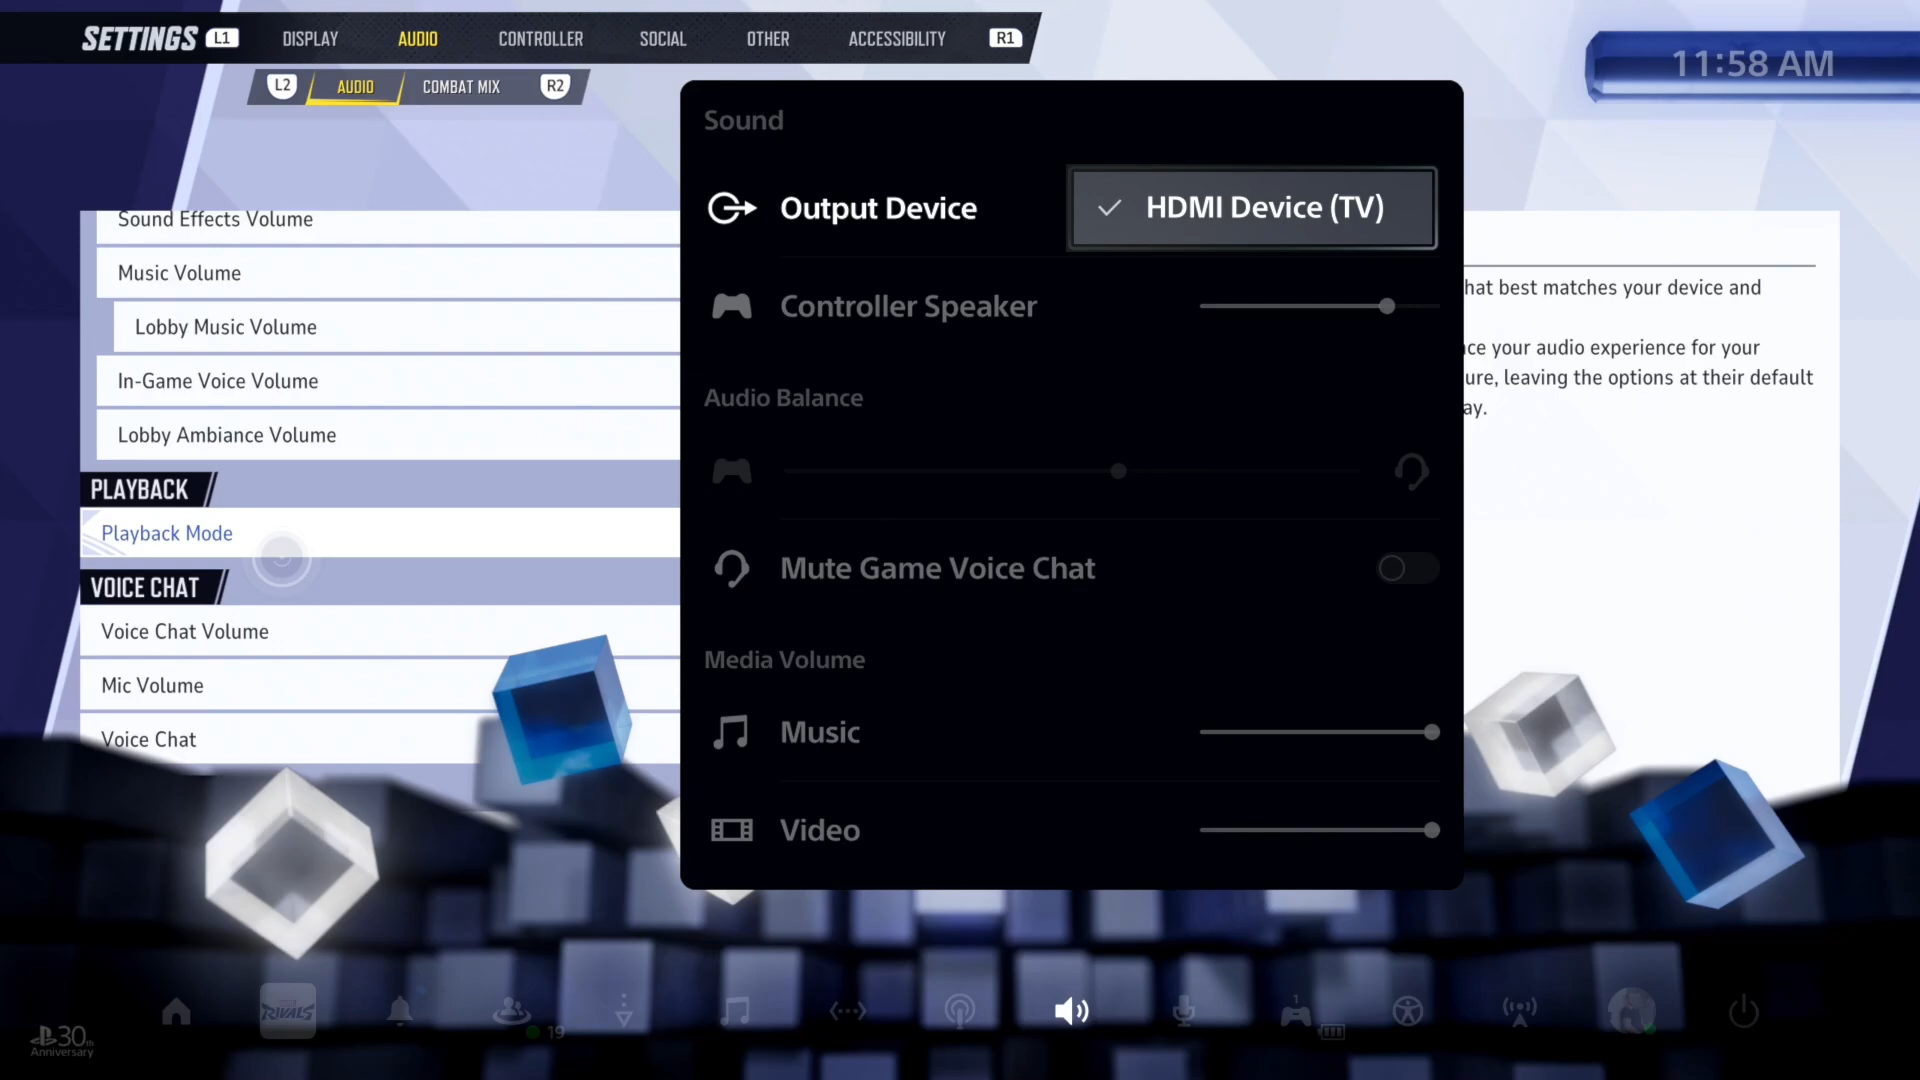 SETTINGS L1 DISPLAY AUDIO CONTROLLER SOCIAL OTHER ACCESSIBILITY R1
11:58 AM
L2 AUDIO COMBAT MIX R2
Sound
Output Device
HDMI Device (TV)
Controller Speaker
Audio Balance
Mute Game Voice Chat
Media Volume
Music
Video
Sound Effects Volume
Music Volume
Lobby Music Volume
In-Game Voice Volume
Lobby Ambiance Volume
PLAYBACK
Playback Mode
VOICE CHAT
Voice Chat Volume
Mic Volume
Voice Chat
hat best matches your device and
ce your audio experience for your
ure, leaving the options at their default
ay.
RIVALS
19
1
30th
Anniversary